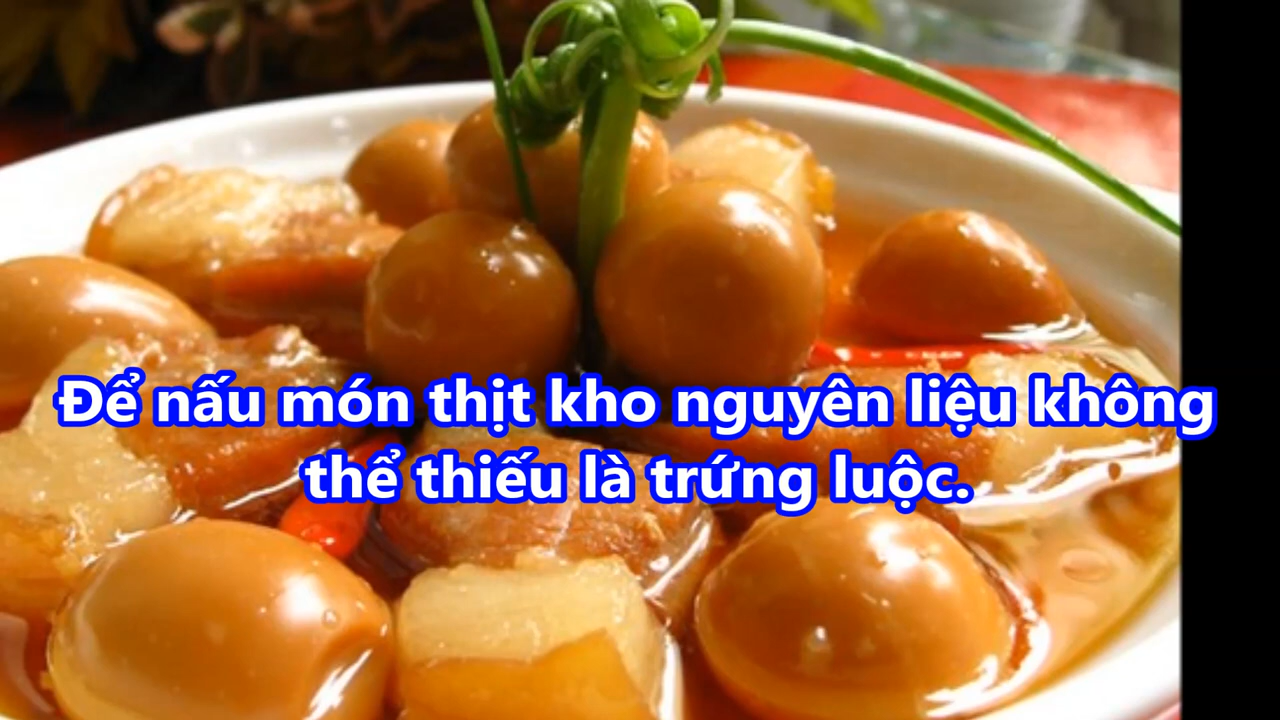 Để nấu món thịt kho nguyên liệu không
thể thiếu là trứng luộc.